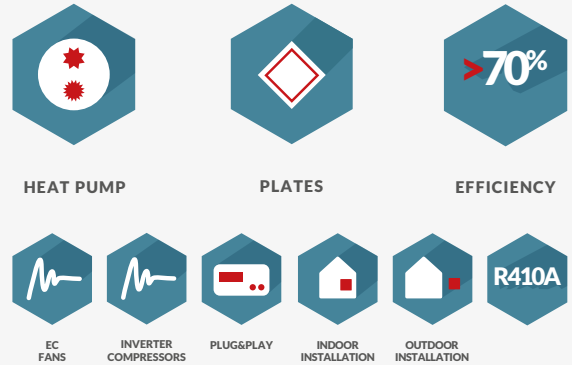 >70%
HEAT PUMP
PLATES
EFFICIENCY
R410A
EC
FANS
INVERTER
COMPRESSORS
PLUG&PLAY
INDOOR
INSTALLATION
OUTDOOR
INSTALLATION